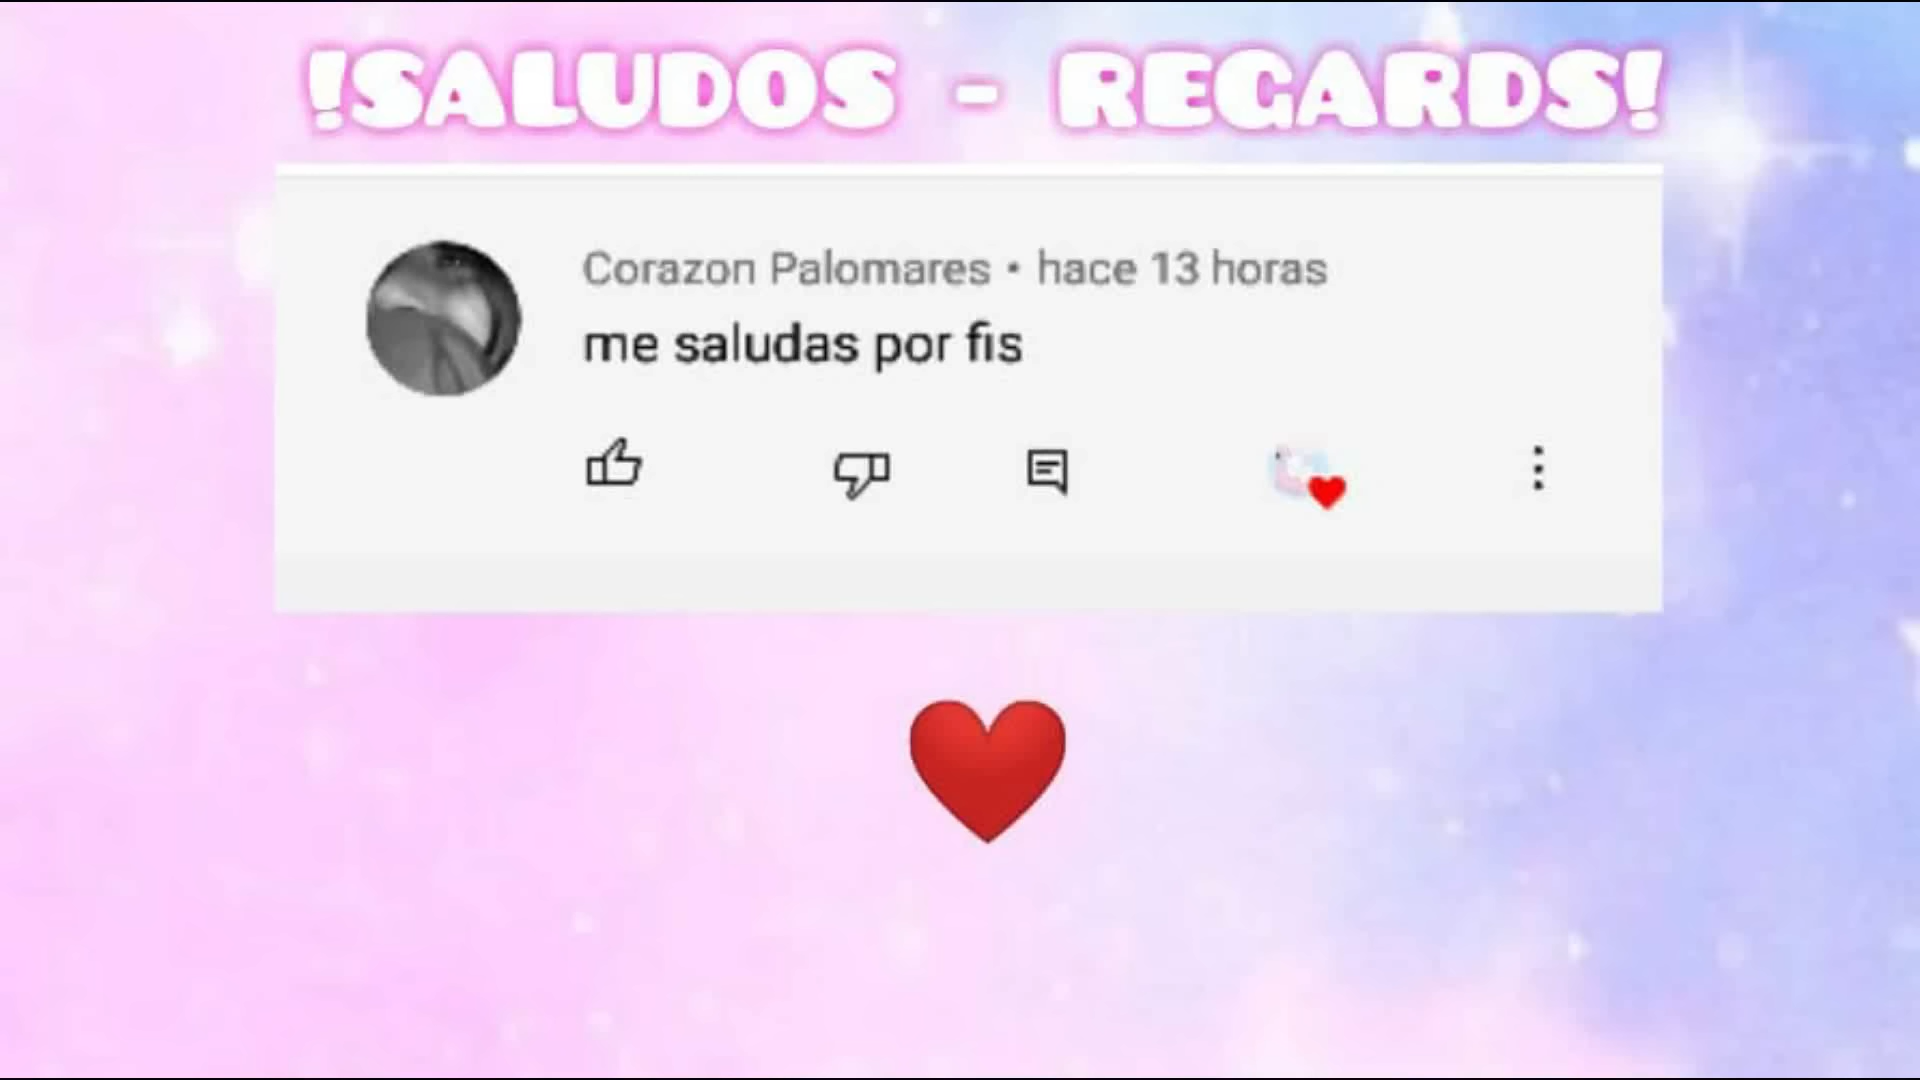 !SALUDOS - REGARDS!
Corazon Palomares • hace 13 horas
me saludas por fis